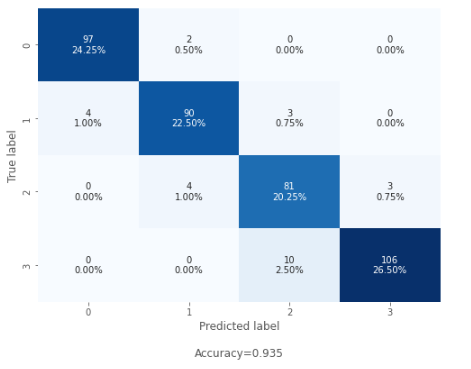 0
97 2 0 0
24.25% 0.50% 0.00% 0.00%
1
4 90 3 0
1.00% 22.50% 0.75% 0.00%
True label
2
0 4 81 3
0.00% 1.00% 20.25% 0.75%
3
0 0 10 106
0.00% 0.00% 2.50% 26.50%
0 1 2 3
Predicted label
Accuracy=0.935